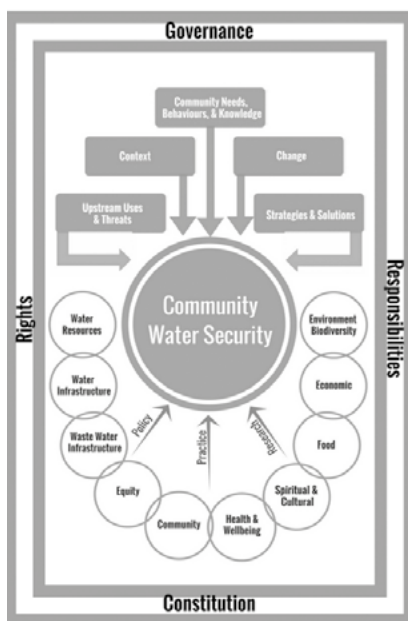 Governance
Community Needs,
Behaviours, & Knowledge
Context
Change
Upstream Uses
& Threats
Strategies & Solutions
Rights
Responsibilities
Community
Water Security
Water
Resources
Environment
Biodiversity
Water
Infrastructure
Economic
Waste Water
Infrastructure
Food
Policy
Practice
Research
Equity
Spiritual &
Cultural
Community
Health &
Wellbeing
Constitution